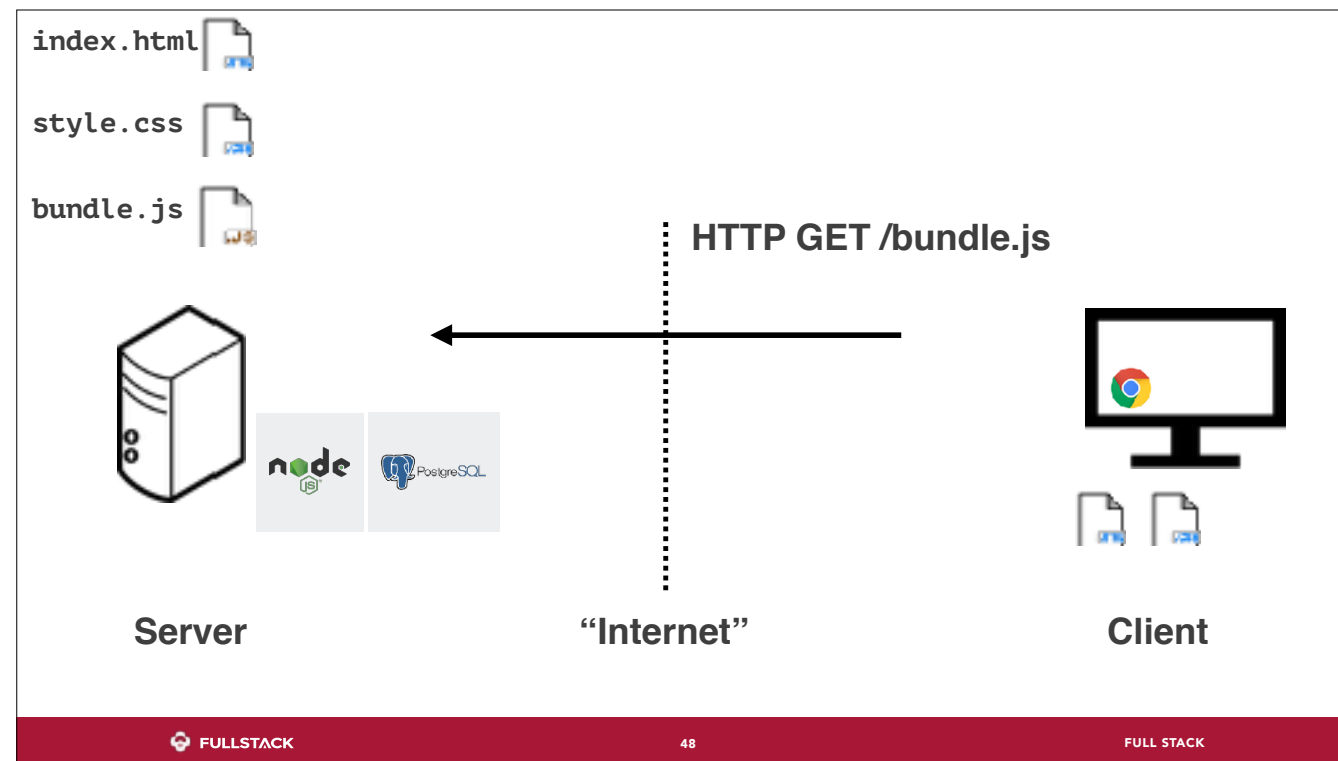 index.html
style.css
bundle.js
HTTP GET /bundle.js
node
JS
PostgreSQL
Server
“Internet”
Client
FULLSTACK
48
FULL STACK